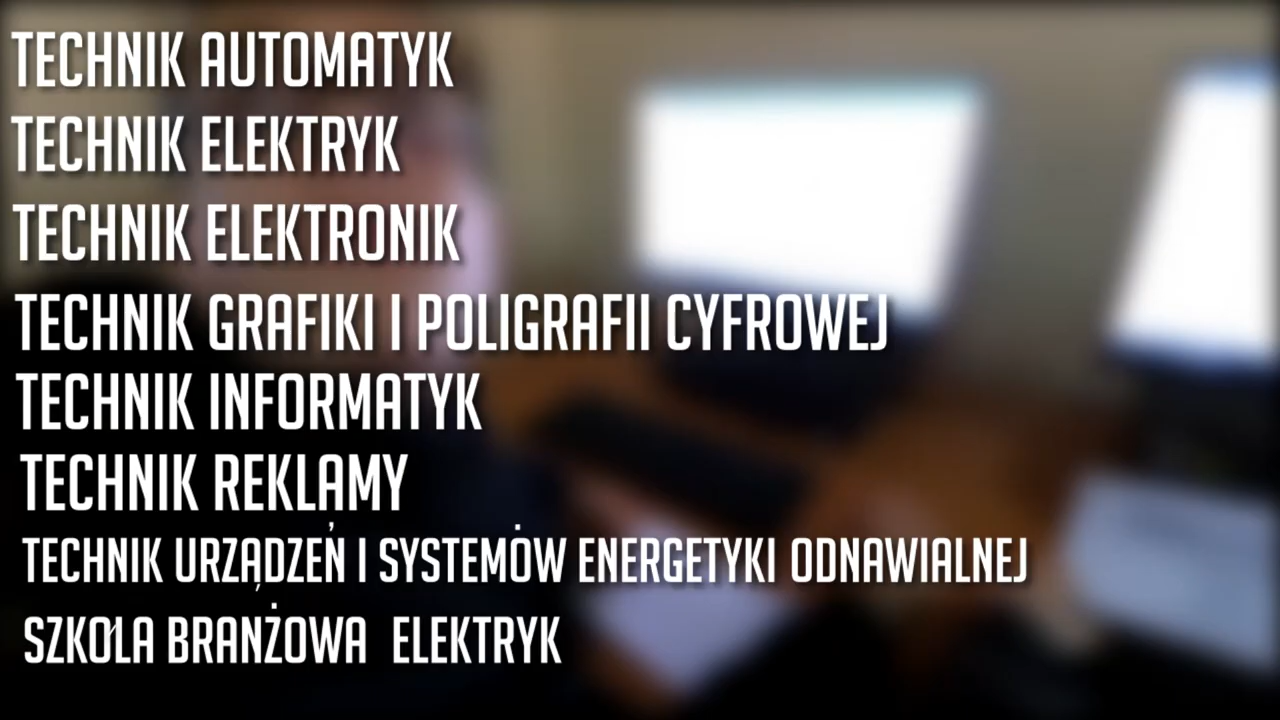 TECHNIK AUTOMATYK
TECHNIK ELEKTRYK
TECHNIK ELEKTRONIK
TECHNIK GRAFIKI I POLIGRAFII CYFROWEJ
TECHNIK INFORMATYK
TECHNIK REKLAMY
TECHNIK URZĄDZEŃ I SYSTEMÓW ENERGETYKI ODNAWIALNEJ
SZKOŁA BRANŻOWA ELEKTRYK